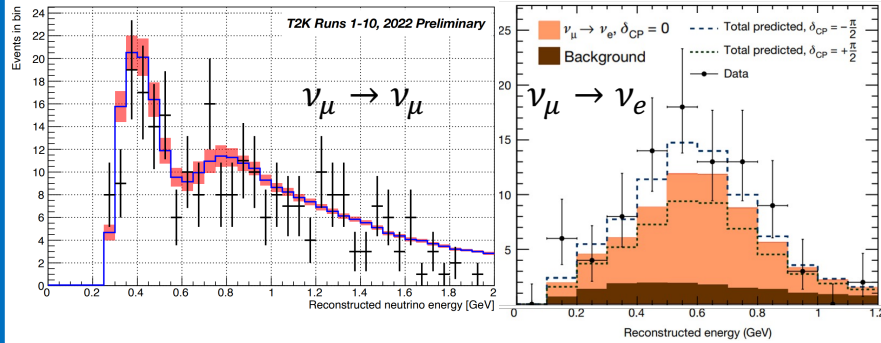 Events in bin
T2K Runs 1-10, 2022 Preliminary
24
22
20
18
16
14
12
10
8
6
4
2
0
νμ → νμ
0 0.2 0.4 0.6 0.8 1 1.2 1.4 1.6 1.8 2
Reconstructed neutrino energy [GeV]
νμ → νe, δCP = 0
Background
Total predicted, δCP = −π/2
Total predicted, δCP = +π/2
Data
25
20
15
10
5
νμ → νe
0 0.2 0.4 0.6 0.8 1.0 1.2
Reconstructed energy (GeV)